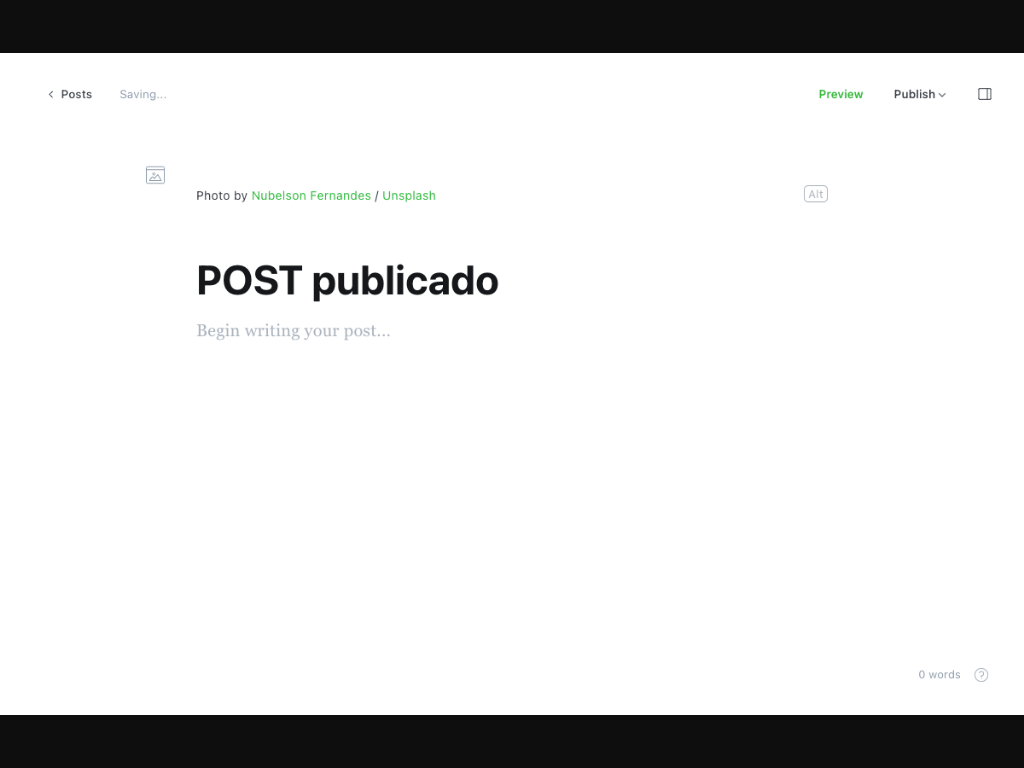 Posts Saving... Preview Publish
Photo by Nubelson Fernandes / Unsplash Alt
POST publicado
Begin writing your post...
0 words ?